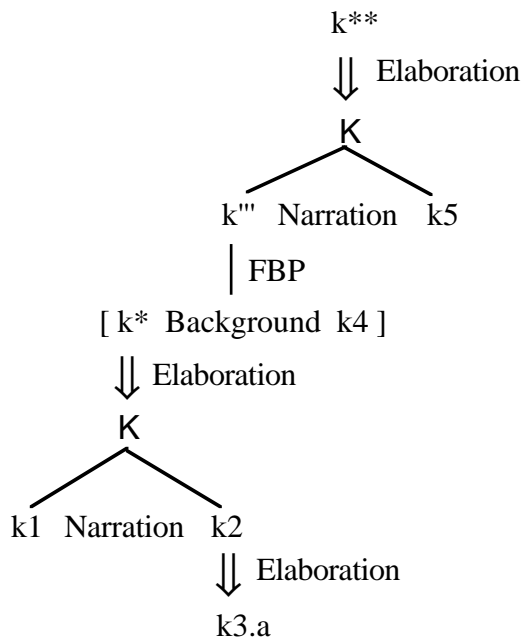 k**
⇓ Elaboration
K
k''' Narration k5
FBP
[ k* Background k4 ]
⇓ Elaboration
K
k1 Narration k2
⇓ Elaboration
k3.a